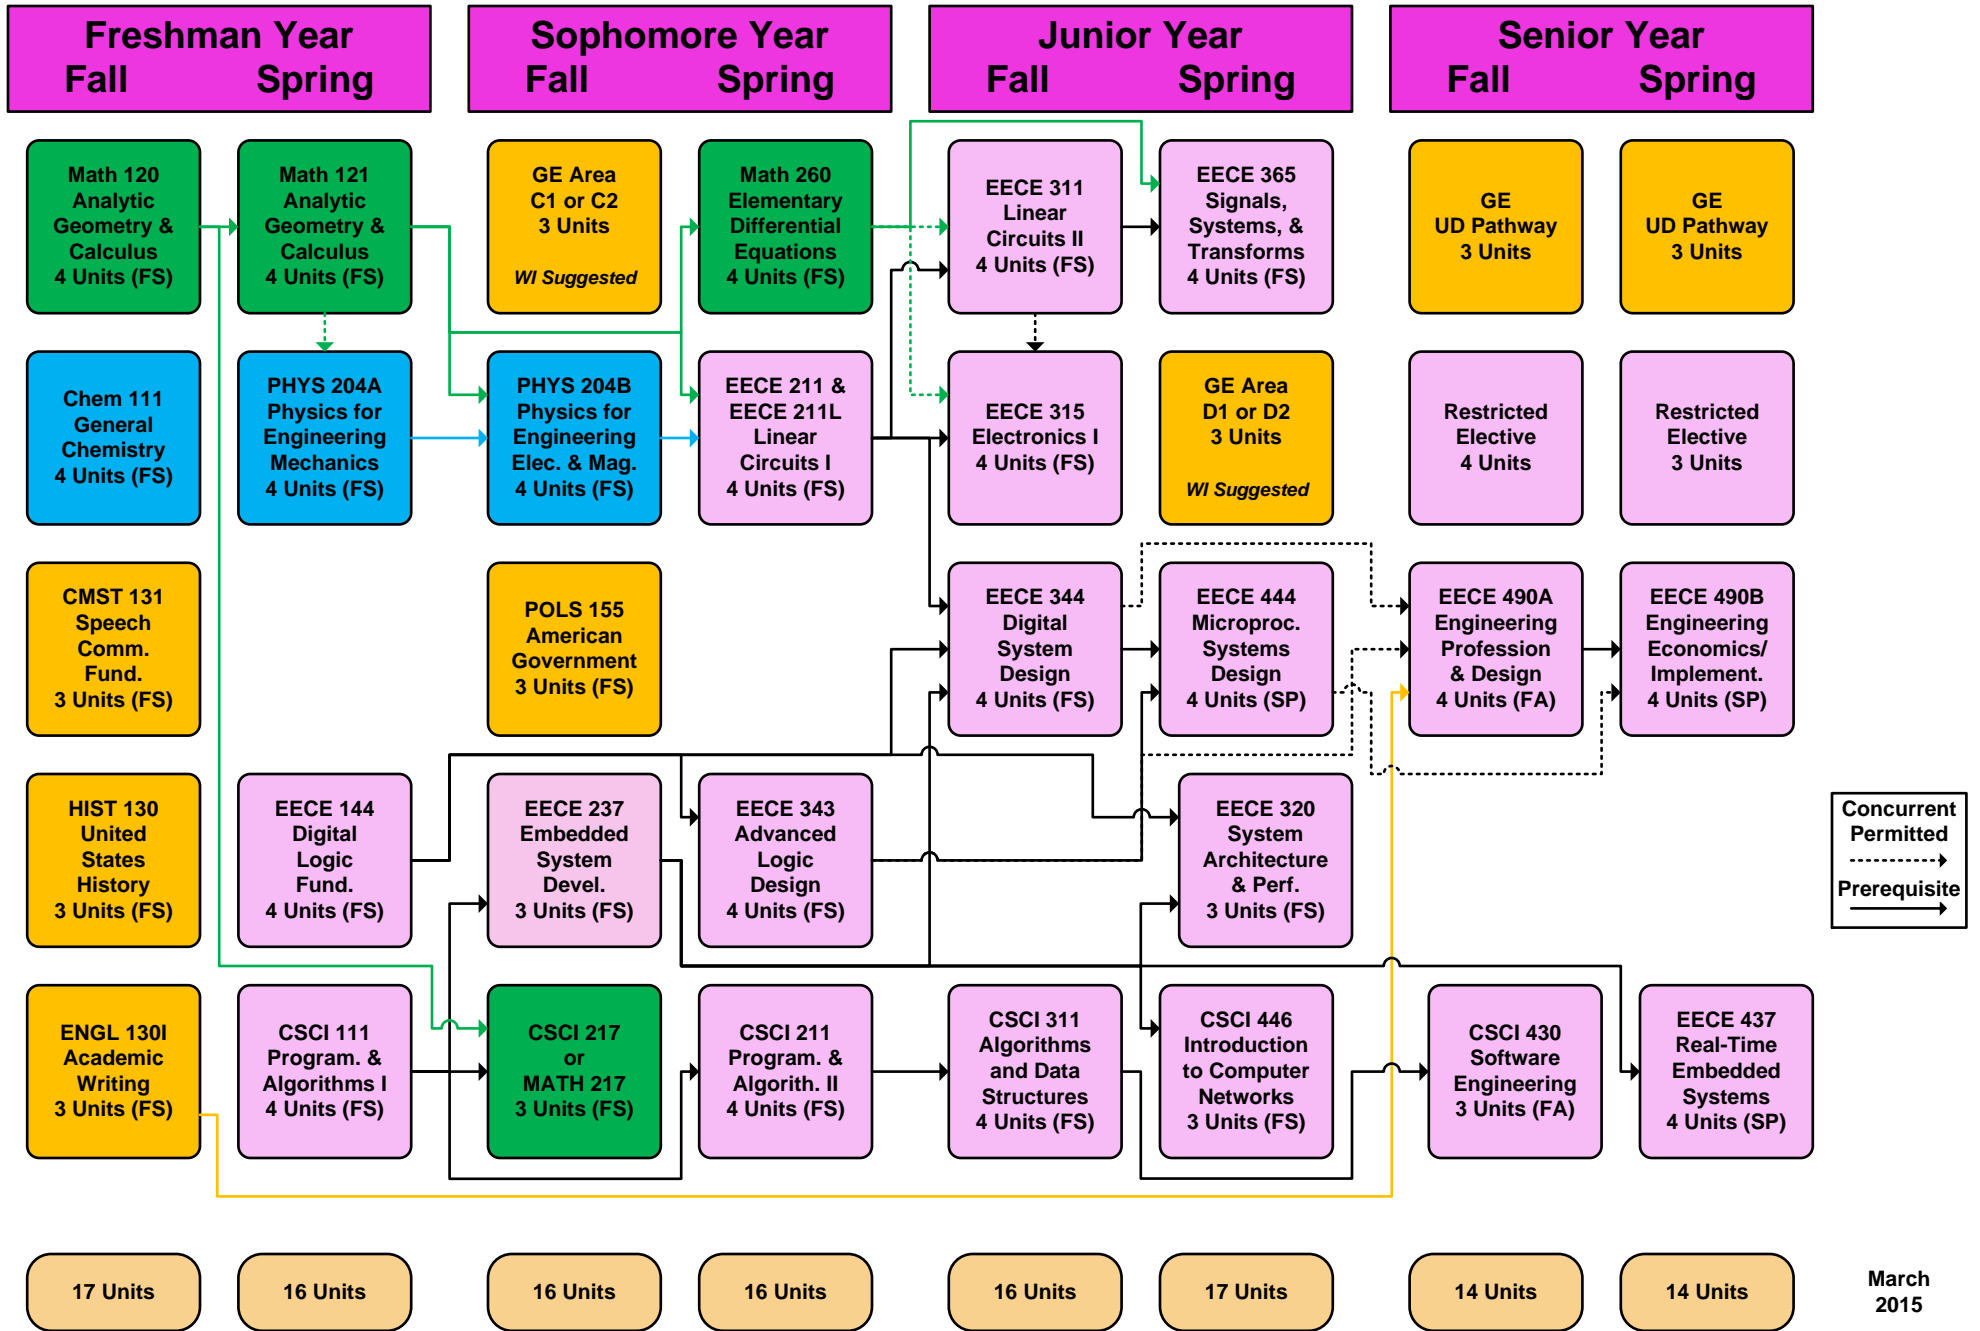 Freshman Year
Fall Spring
Sophomore Year
Fall Spring
Junior Year
Fall Spring
Senior Year
Fall Spring
Math 120
Analytic
Geometry &
Calculus
4 Units (FS)
Math 121
Analytic
Geometry &
Calculus
4 Units (FS)
GE Area
C1 or C2
3 Units
WI Suggested
Math 260
Elementary
Differential
Equations
4 Units (FS)
EECE 311
Linear
Circuits II
4 Units (FS)
EECE 365
Signals,
Systems, &
Transforms
4 Units (FS)
GE
UD Pathway
3 Units
GE
UD Pathway
3 Units
Chem 111
General
Chemistry
4 Units (FS)
PHYS 204A
Physics for
Engineering
Mechanics
4 Units (FS)
PHYS 204B
Physics for
Engineering
Elec. & Mag.
4 Units (FS)
EECE 211 &
EECE 211L
Linear
Circuits I
4 Units (FS)
EECE 315
Electronics I
4 Units (FS)
GE Area
D1 or D2
3 Units
WI Suggested
Restricted
Elective
4 Units
Restricted
Elective
3 Units
CMST 131
Speech
Comm.
Fund.
3 Units (FS)
POLS 155
American
Government
3 Units (FS)
EECE 344
Digital
System
Design
4 Units (FS)
EECE 444
Microproc.
Systems
Design
4 Units (SP)
EECE 490A
Engineering
Profession
& Design
4 Units (FA)
EECE 490B
Engineering
Economics/
Implement.
4 Units (SP)
HIST 130
United
States
History
3 Units (FS)
EECE 144
Digital
Logic
Fund.
4 Units (FS)
EECE 237
Embedded
System
Devel.
3 Units (FS)
EECE 343
Advanced
Logic
Design
4 Units (FS)
EECE 320
System
Architecture
& Perf.
3 Units (FS)
Concurrent
Permitted
Prerequisite
ENGL 130I
Academic
Writing
3 Units (FS)
CSCI 111
Program. &
Algorithms I
4 Units (FS)
CSCI 217
or
MATH 217
3 Units (FS)
CSCI 211
Program. &
Algorith. II
4 Units (FS)
CSCI 311
Algorithms
and Data
Structures
4 Units (FS)
CSCI 446
Introduction
to Computer
Networks
3 Units (FS)
CSCI 430
Software
Engineering
3 Units (FA)
EECE 437
Real-Time
Embedded
Systems
4 Units (SP)
17 Units
16 Units
16 Units
16 Units
16 Units
17 Units
14 Units
14 Units
March
2015